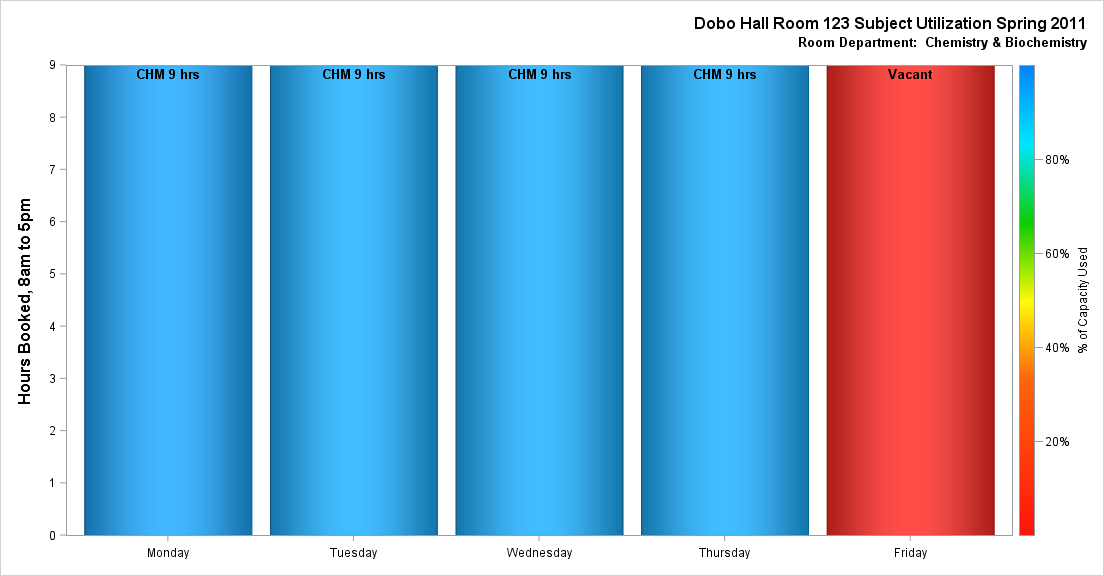 Dobo Hall Room 123 Subject Utilization Spring 2011
Room Department:  Chemistry & Biochemistry
Hours Booked, 8am to 5pm
9
8
7
6
5
4
3
2
1
0
CHM 9 hrs
CHM 9 hrs
CHM 9 hrs
CHM 9 hrs
Vacant
Monday
Tuesday
Wednesday
Thursday
Friday
80%
60%
40%
20%
% of Capacity Used